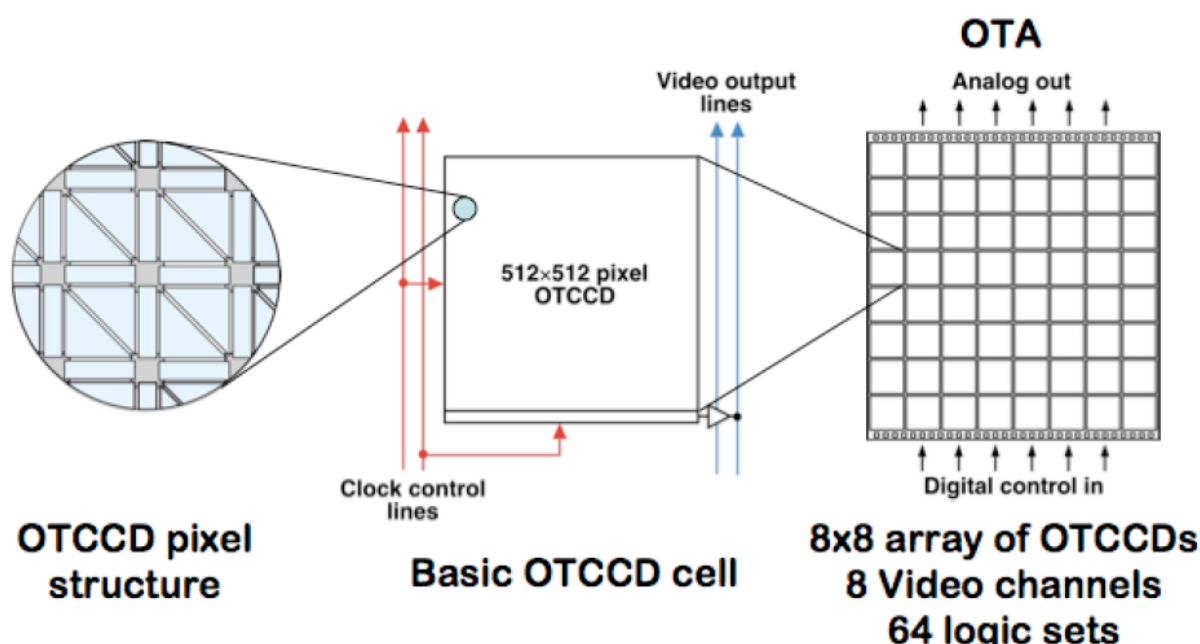 OTA
Analog out
Video output
lines
512×512 pixel
OTCCD
Clock control
lines
Digital control in
OTCCD pixel
structure
Basic OTCCD cell
8x8 array of OTCCDs
8 Video channels
64 logic sets